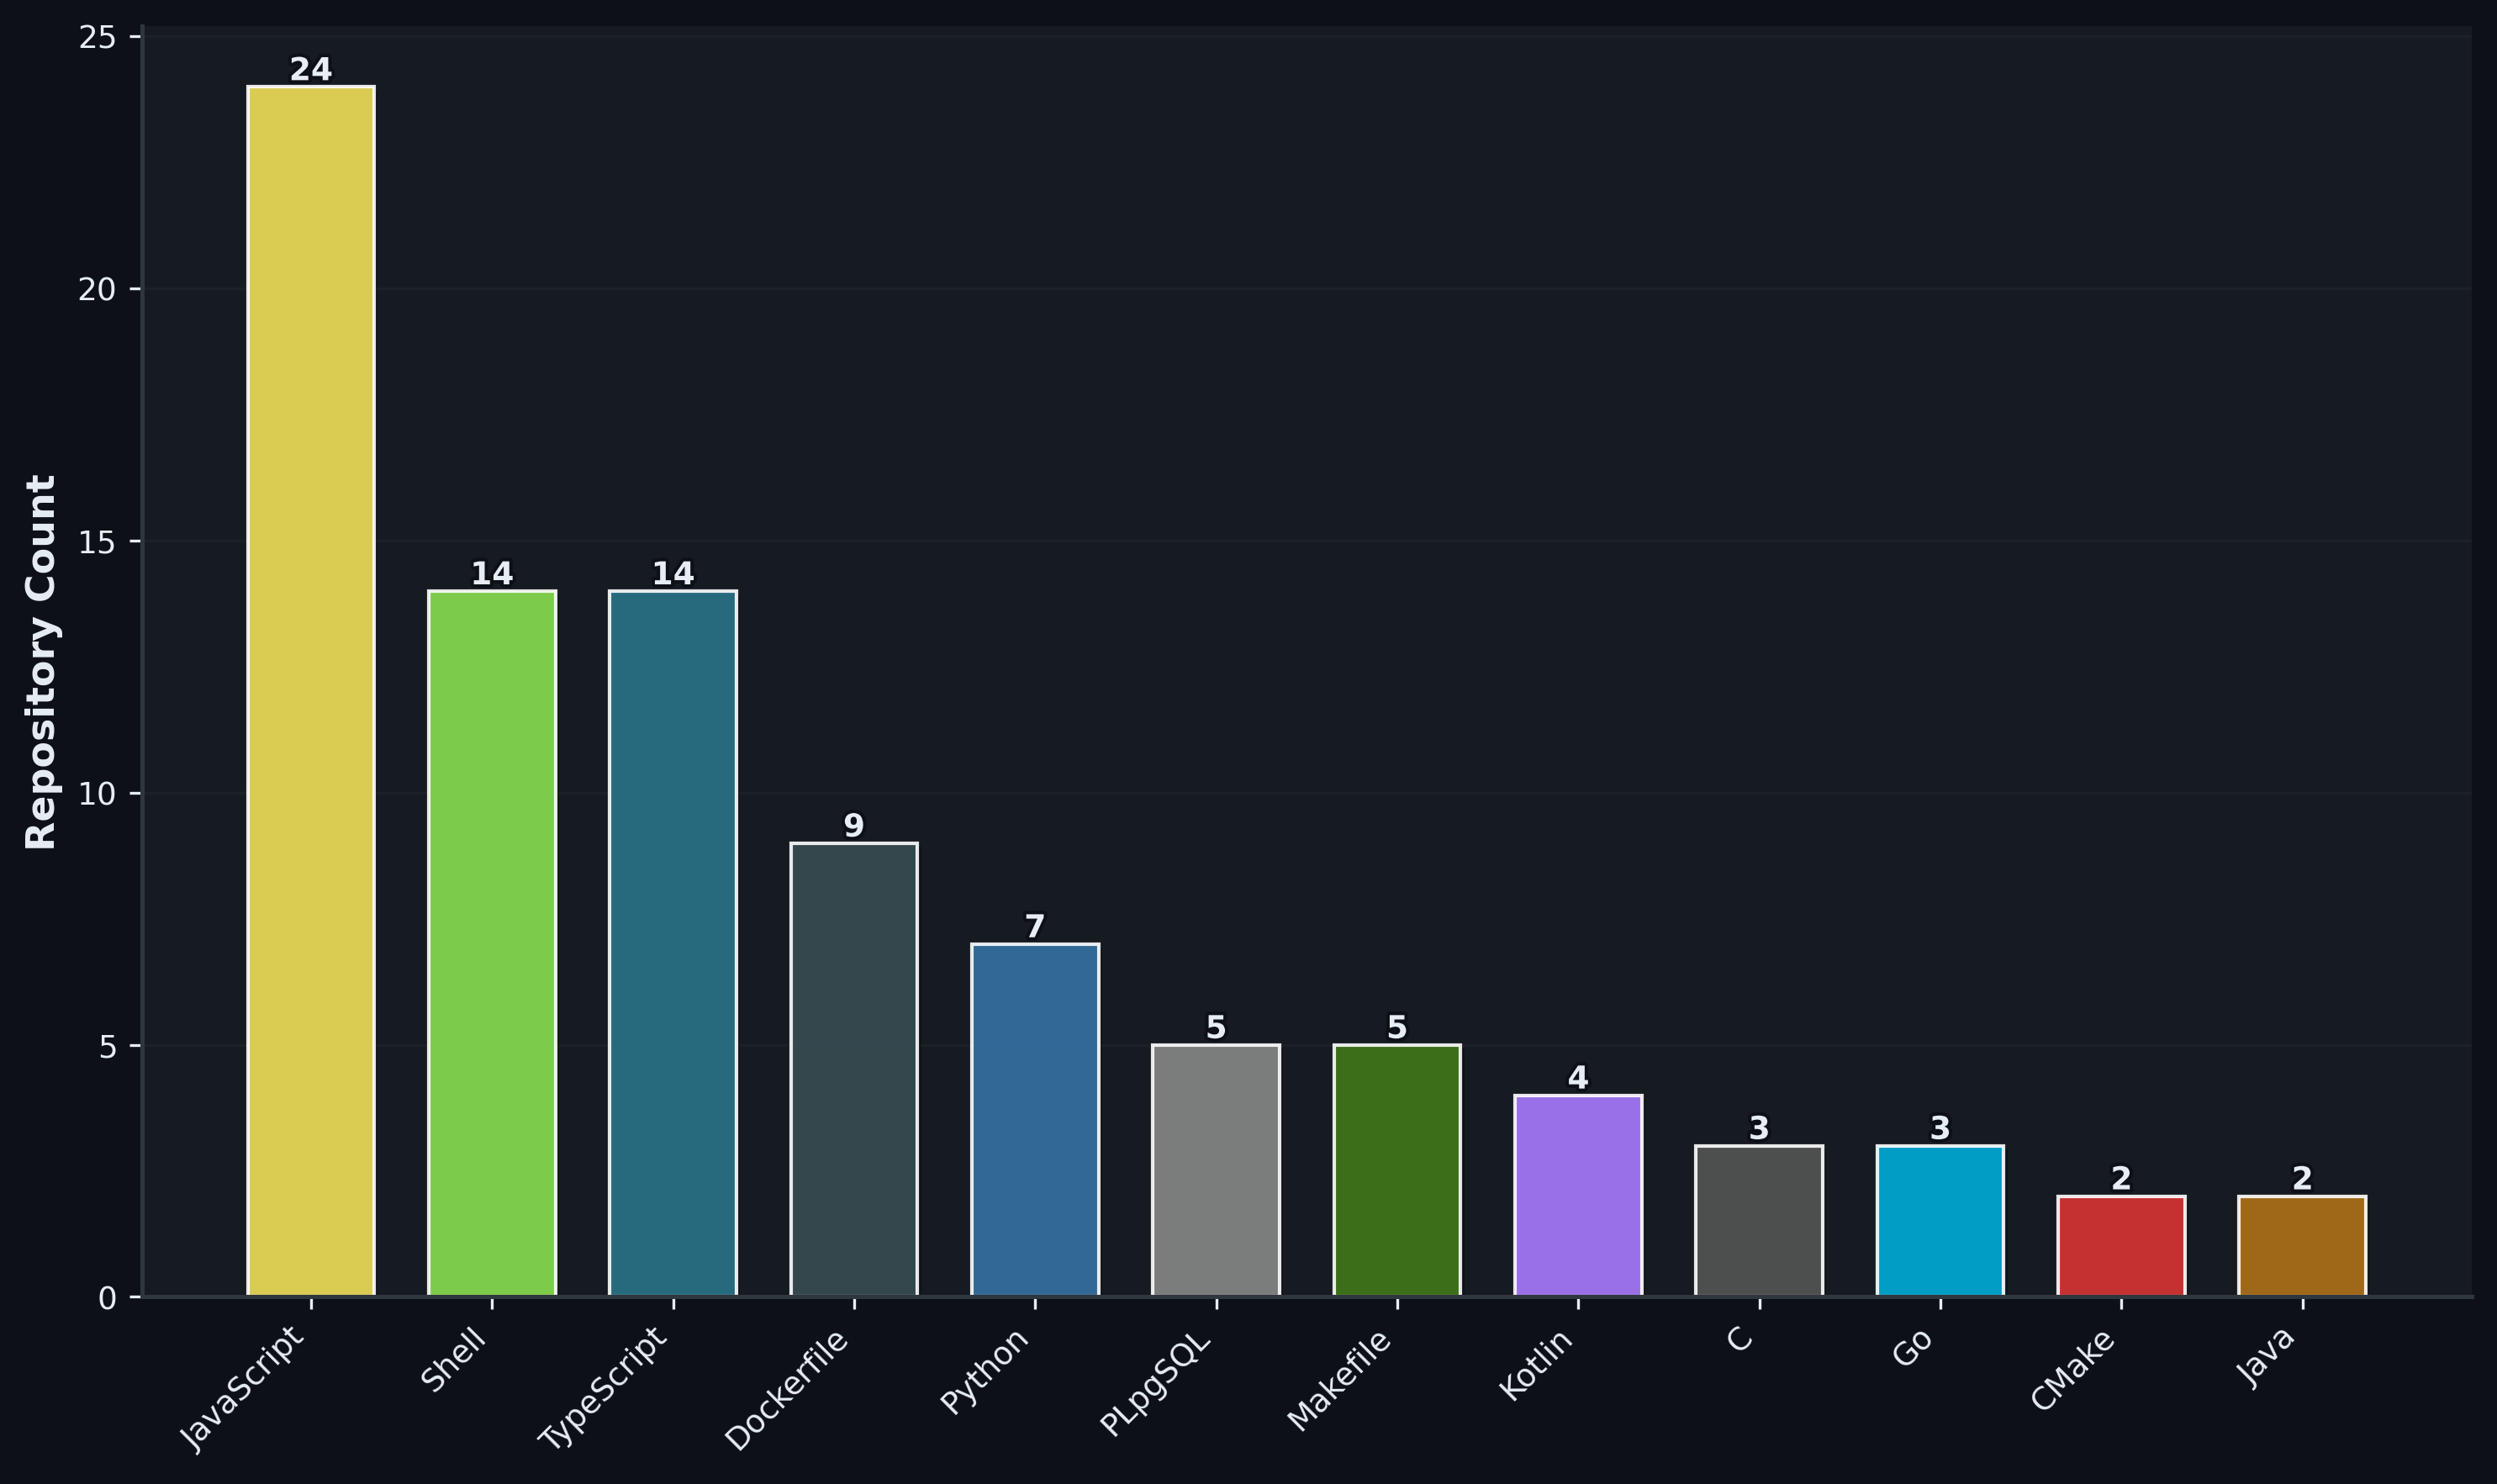 Repository Count
25
20
15
10
5
0
24
14
14
9
7
5
5
4
3
3
2
2
JavaScript
Shell
TypeScript
Dockerfile
Python
PLpgSQL
Makefile
Kotlin
C
Go
CMake
Java